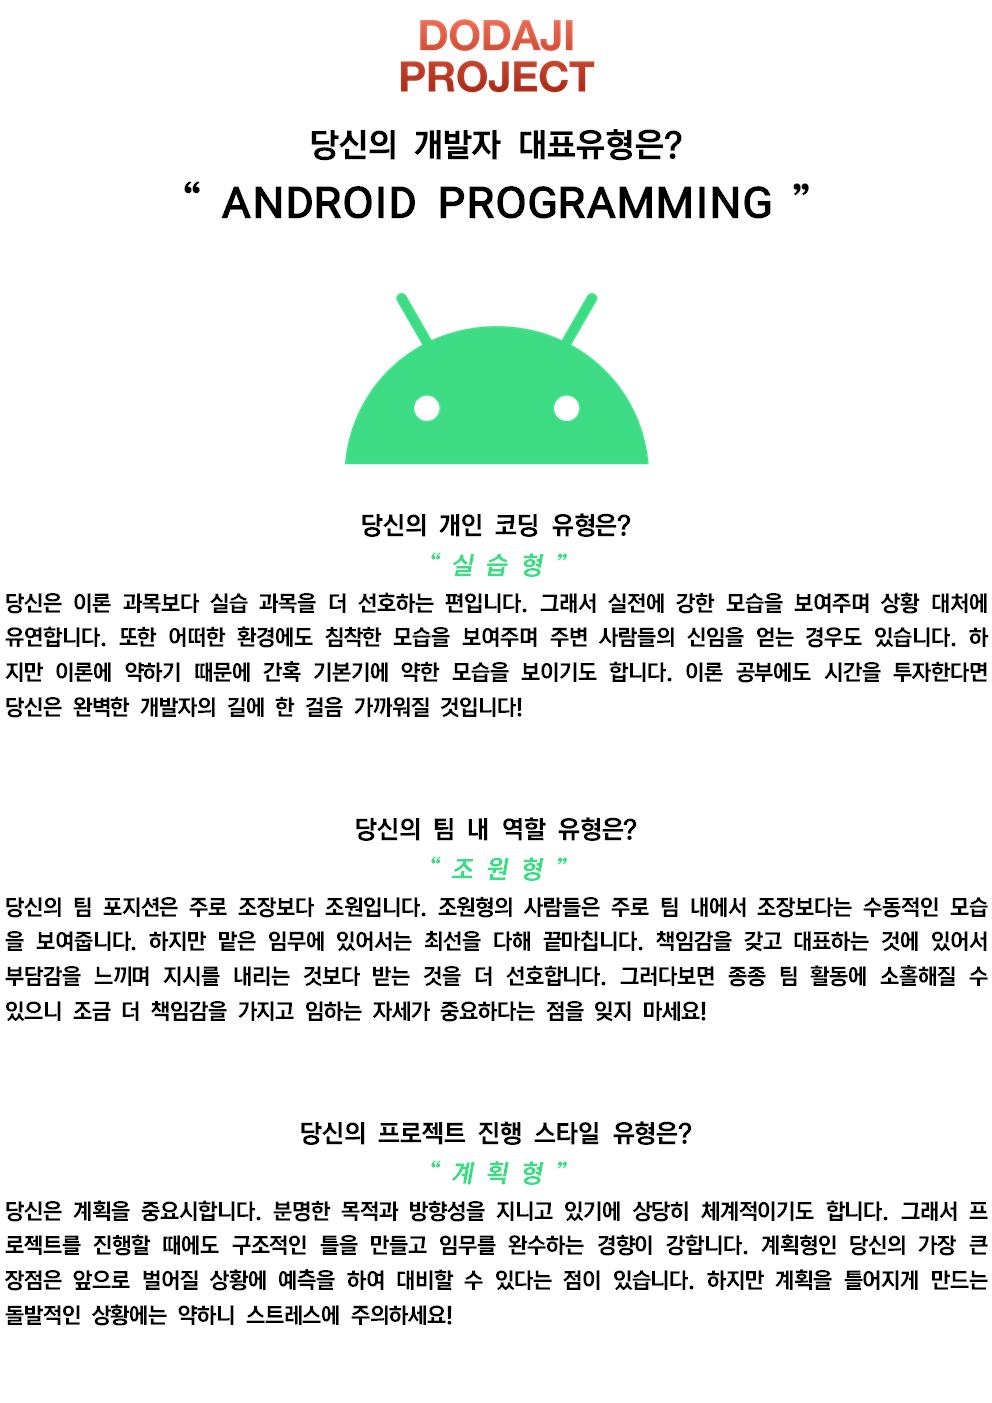 DODAJI
PROJECT
당신의 개발자 대표유형은?
“ ANDROID PROGRAMMING ”
당신의 개인 코딩 유형은?
“ 실 습 형 ”
당신은 이론 과목보다 실습 과목을 더 선호하는 편입니다. 그래서 실전에 강한 모습을 보여주며 상황 대처에
유연합니다. 또한 어떠한 환경에도 침착한 모습을 보여주며 주변 사람들의 신임을 얻는 경우도 있습니다. 하
지만 이론에 약하기 때문에 간혹 기본기에 약한 모습을 보이기도 합니다. 이론 공부에도 시간을 투자한다면
당신은 완벽한 개발자의 길에 한 걸음 가까워질 것입니다!
당신의 팀 내 역할 유형은?
“ 조 원 형 ”
당신의 팀 포지션은 주로 조장보다 조원입니다. 조원형의 사람들은 주로 팀 내에서 조장보다는 수동적인 모습
을 보여줍니다. 하지만 맡은 임무에 있어서는 최선을 다해 끝마칩니다. 책임감을 갖고 대표하는 것에 있어서
부담감을 느끼며 지시를 내리는 것보다 받는 것을 더 선호합니다. 그러다보면 종종 팀 활동에 소홀해질 수
있으니 조금 더 책임감을 가지고 임하는 자세가 중요하다는 점을 잊지 마세요!
당신의 프로젝트 진행 스타일 유형은?
“ 계 획 형 ”
당신은 계획을 중요시합니다. 분명한 목적과 방향성을 지니고 있기에 상당히 체계적이기도 합니다. 그래서 프
로젝트를 진행할 때에도 구조적인 틀을 만들고 임무를 완수하는 경향이 강합니다. 계획형인 당신의 가장 큰
장점은 앞으로 벌어질 상황에 예측을 하여 대비할 수 있다는 점이 있습니다. 하지만 계획을 틀어지게 만드는
돌발적인 상황에는 약하니 스트레스에 주의하세요!